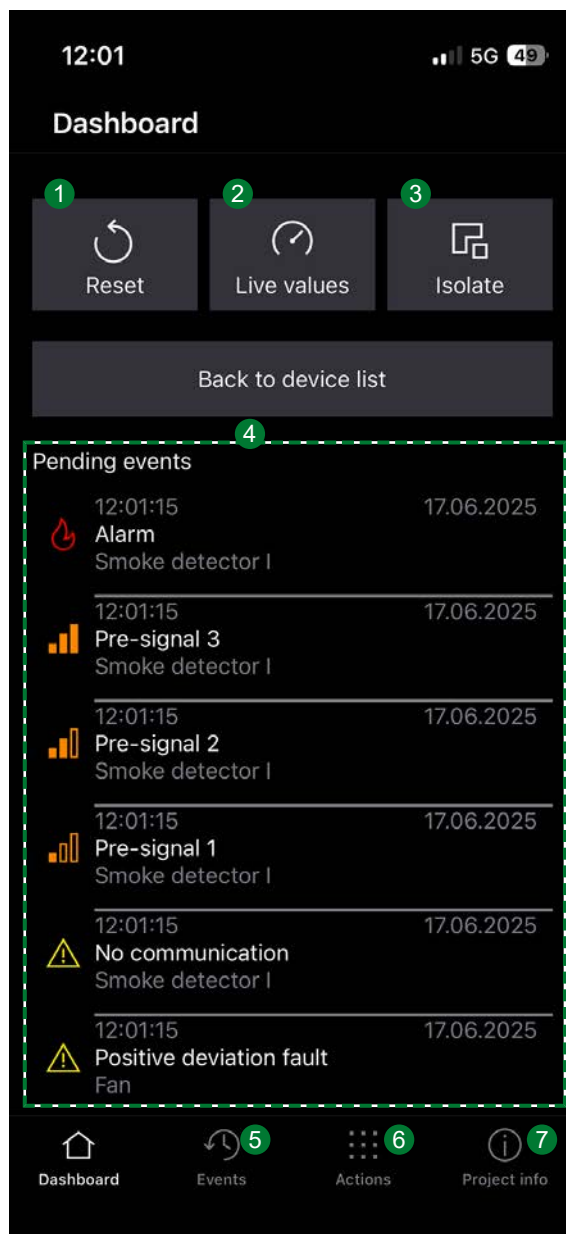 12:01 5G 49
Dashboard
1 2 3
Reset Live values Isolate
Back to device list
4
Pending events
12:01:15 17.06.2025
Alarm
Smoke detector I
12:01:15 17.06.2025
Pre-signal 3
Smoke detector I
12:01:15 17.06.2025
Pre-signal 2
Smoke detector I
12:01:15 17.06.2025
Pre-signal 1
Smoke detector I
12:01:15 17.06.2025
No communication
Smoke detector I
12:01:15 17.06.2025
Positive deviation fault
Fan
5 6 7
Dashboard Events Actions Project info